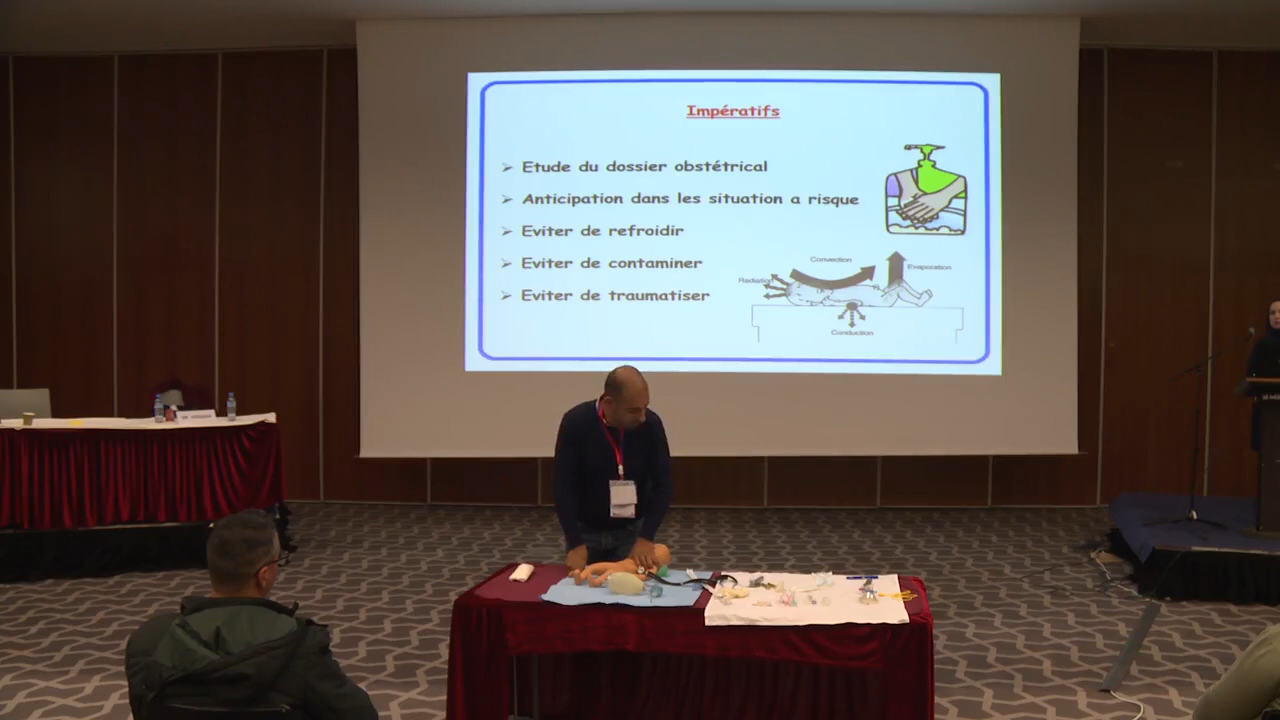 Impératifs
Etude du dossier obstétrical
Anticipation dans les situation a risque
Eviter de refroidir
Eviter de contaminer
Eviter de traumatiser
Convection
Evaporation
Radiation
Conduction